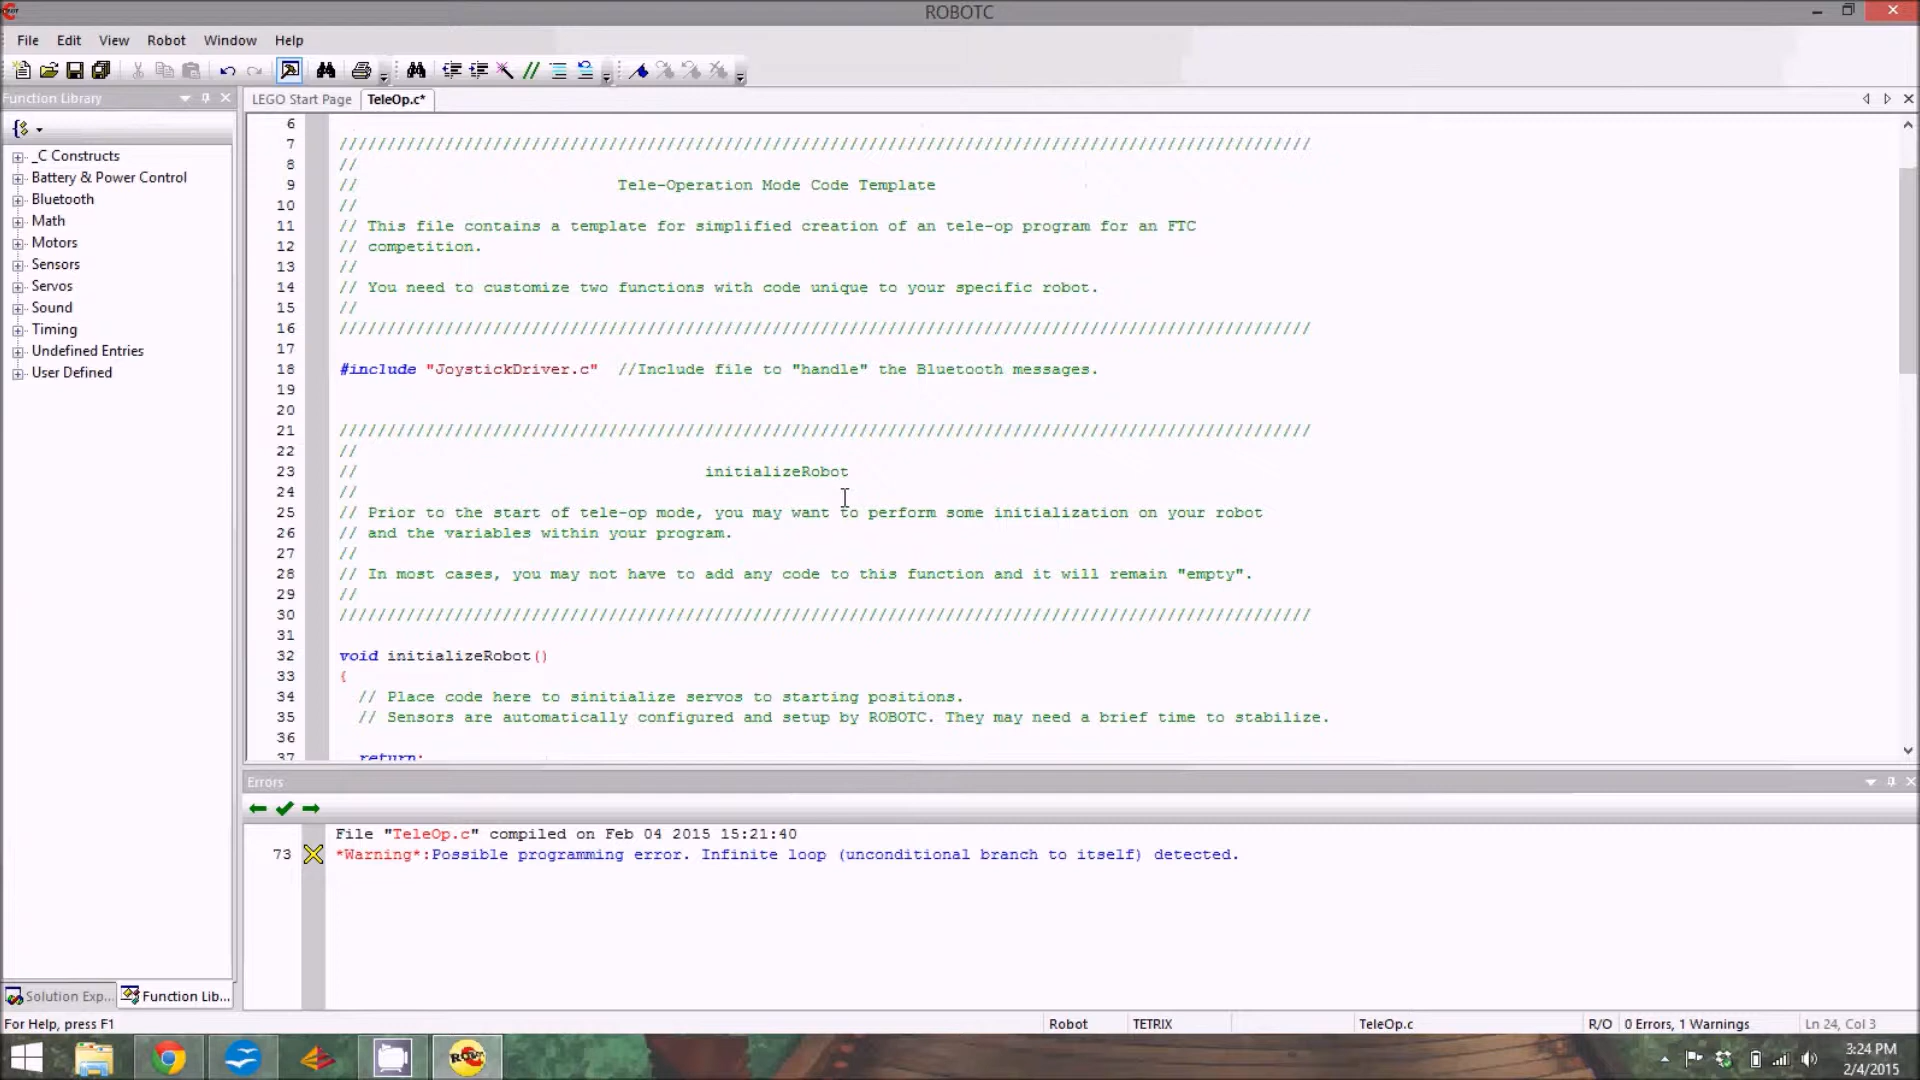 ROBOTC
File Edit View Robot Window Help
Function Library
LEGO Start Page TeleOp.c*
_C Constructs
Battery & Power Control
Bluetooth
Math
Motors
Sensors
Servos
Sound
Timing
Undefined Entries
User Defined
6
7 /////////////////////////////////////////////////////////////////////////////////////////////////////
8 //
9 // Tele-Operation Mode Code Template
10 //
11 // This file contains a template for simplified creation of an tele-op program for an FTC
12 // competition.
13 //
14 // You need to customize two functions with code unique to your specific robot.
15 //
16 /////////////////////////////////////////////////////////////////////////////////////////////////////
17
18 #include "JoystickDriver.c" //Include file to "handle" the Bluetooth messages.
19
20
21 /////////////////////////////////////////////////////////////////////////////////////////////////////
22 //
23 // initializeRobot
24 //
25 // Prior to the start of tele-op mode, you may want to perform some initialization on your robot
26 // and the variables within your program.
27 //
28 // In most cases, you may not have to add any code to this function and it will remain "empty".
29 //
30 /////////////////////////////////////////////////////////////////////////////////////////////////////
31
32 void initializeRobot()
33 {
34 // Place code here to sinitialize servos to starting positions.
35 // Sensors are automatically configured and setup by ROBOTC. They may need a brief time to stabilize.
36
37 return;
Errors
File "TeleOp.c" compiled on Feb 04 2015 15:21:40
73 *Warning*:Possible programming error. Infinite loop (unconditional branch to itself) detected.
Solution Exp... Function Lib...
For Help, press F1 Robot TETRIX TeleOp.c R/O 0 Errors, 1 Warnings Ln 24, Col 3
3:24 PM
2/4/2015